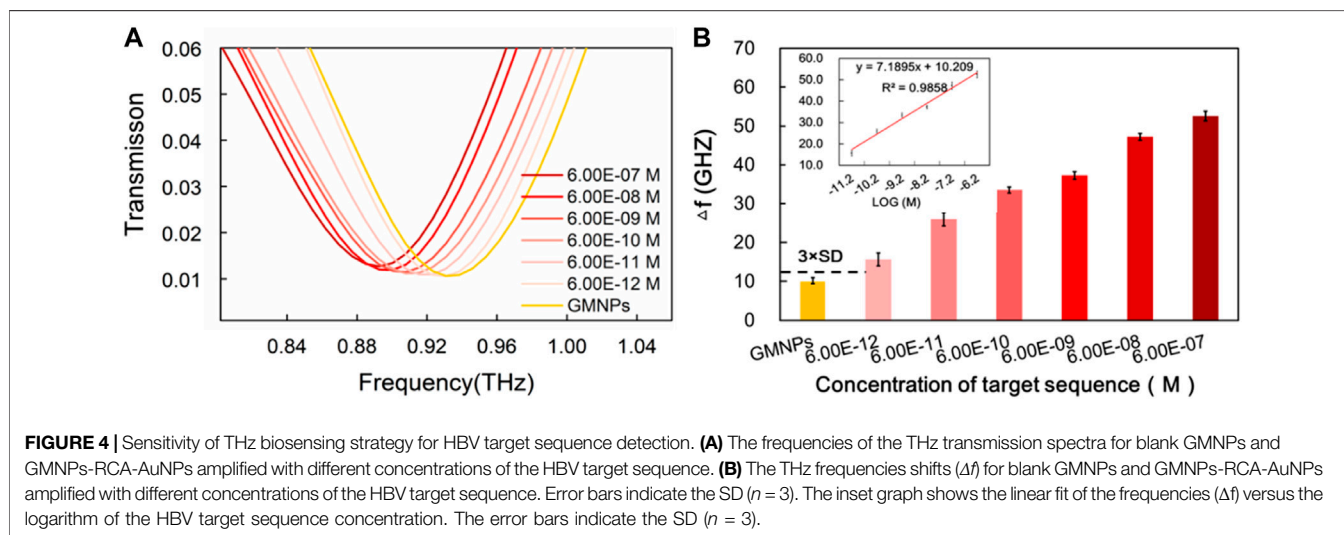 A
0.06
0.05
0.04
0.03
0.02
0.01
Transmisson
6.00E-07 M
6.00E-08 M
6.00E-09 M
6.00E-10 M
6.00E-11 M
6.00E-12 M
GMNPs
0.84 0.88 0.92 0.96 1.00 1.04
Frequency(THz)
B
70
60
50
40
30
20
10
0
Δf (GHZ)
60.0
50.0
40.0
30.0
20.0
10.0
y = 7.1895x + 10.209
R² = 0.9858
-11.2 -10.2 -9.2 -8.2 -7.2 -6.2
LOG (M)
3×SD
GMNPs 6.00E-12 6.00E-11 6.00E-10 6.00E-09 6.00E-08 6.00E-07
Concentration of target sequence ( M )
FIGURE 4 | Sensitivity of THz biosensing strategy for HBV target sequence detection. (A) The frequencies of the THz transmission spectra for blank GMNPs and
GMNPs-RCA-AuNPs amplified with different concentrations of the HBV target sequence. (B) The THz frequencies shifts (Δf) for blank GMNPs and GMNPs-RCA-AuNPs
amplified with different concentrations of the HBV target sequence. Error bars indicate the SD (n = 3). The inset graph shows the linear fit of the frequencies (Δf) versus the
logarithm of the HBV target sequence concentration. The error bars indicate the SD (n = 3).